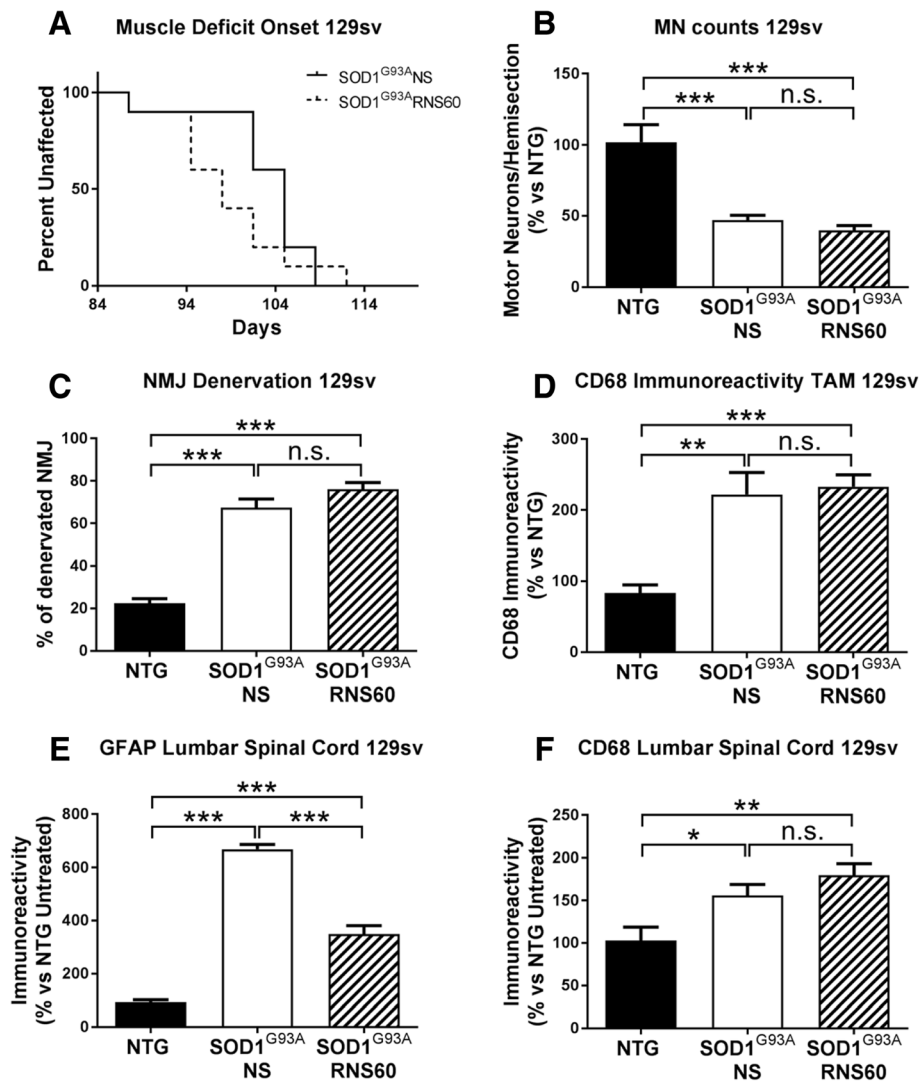 A
Muscle Deficit Onset 129sv
SOD1G93ANS
SOD1G93ARNS60
Percent Unaffected
100
50
0
84
94
104
114
Days
B
MN counts 129sv
Motor Neurons/Hemisection
(% vs NTG)
150
100
50
0
***
***
n.s.
NTG
SOD1G93A
NS
SOD1G93A
RNS60
C
NMJ Denervation 129sv
% of denervated NMJ
100
80
60
40
20
0
***
***
n.s.
NTG
SOD1G93A
NS
SOD1G93A
RNS60
D
CD68 Immunoreactivity TAM 129sv
CD68 Immunoreactivity
(% vs NTG)
300
200
100
0
***
**
n.s.
NTG
SOD1G93A
NS
SOD1G93A
RNS60
E
GFAP Lumbar Spinal Cord 129sv
Immunoreactivity
(% vs NTG Untreated)
800
600
400
200
0
***
***
***
NTG
SOD1G93A
NS
SOD1G93A
RNS60
F
CD68 Lumbar Spinal Cord 129sv
Immunoreactivity
(% vs NTG Untreated)
250
200
150
100
50
0
**
*
n.s.
NTG
SOD1G93A
NS
SOD1G93A
RNS60